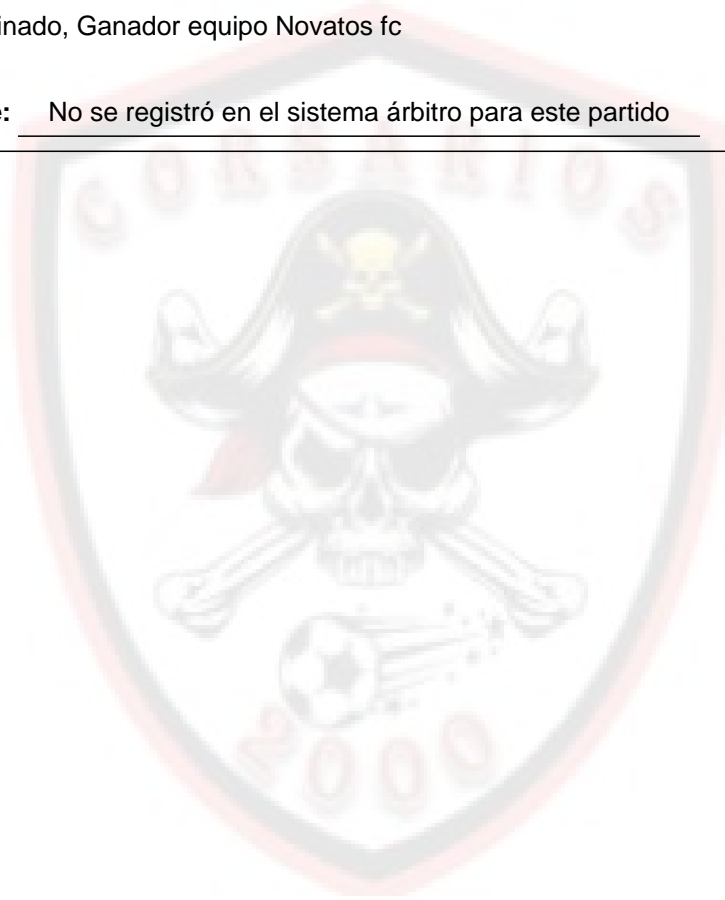 inado, Ganador equipo Novatos fc
e: No se registró en el sistema árbitro para este partido
CORSARIOS
2000